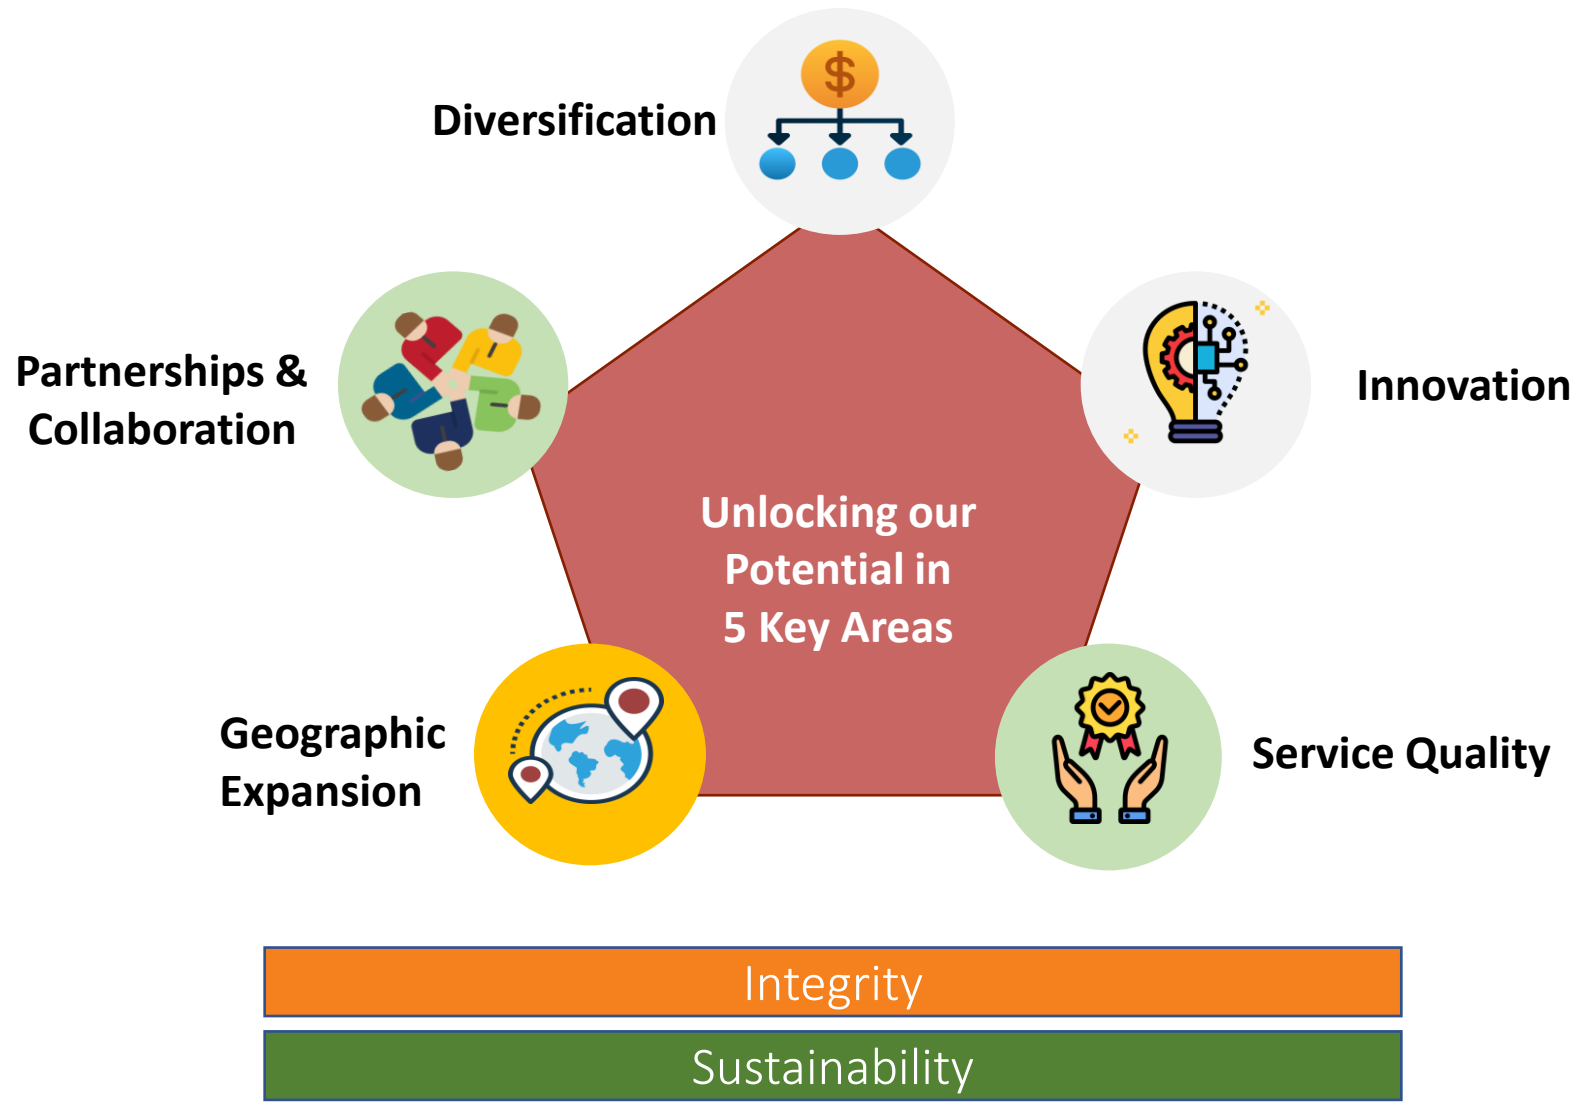 Diversification
$
Partnerships &
Collaboration
Innovation
Unlocking our
Potential in
5 Key Areas
Geographic
Expansion
Service Quality
Integrity
Sustainability